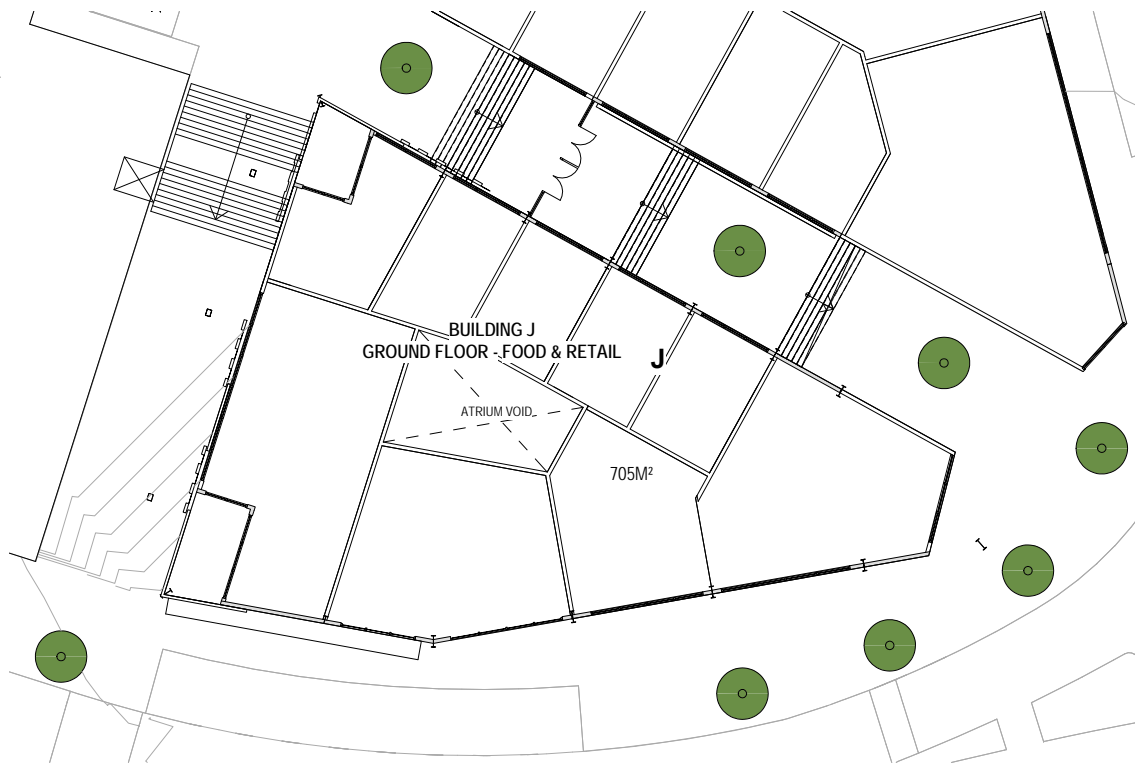 BUILDING J
GROUND FLOOR - FOOD & RETAIL
J
ATRIUM VOID
705M²